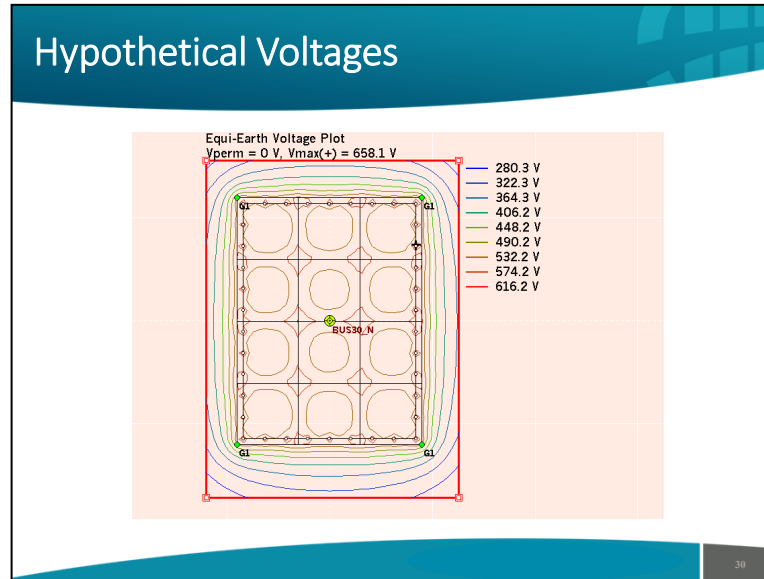 Hypothetical Voltages
Equi-Earth Voltage Plot
Vperm = 0 V, Vmax(+) = 658.1 V
280.3 V
322.3 V
364.3 V
406.2 V
448.2 V
490.2 V
532.2 V
574.2 V
616.2 V
G1
G1
BUS30_N
G1
G1
30